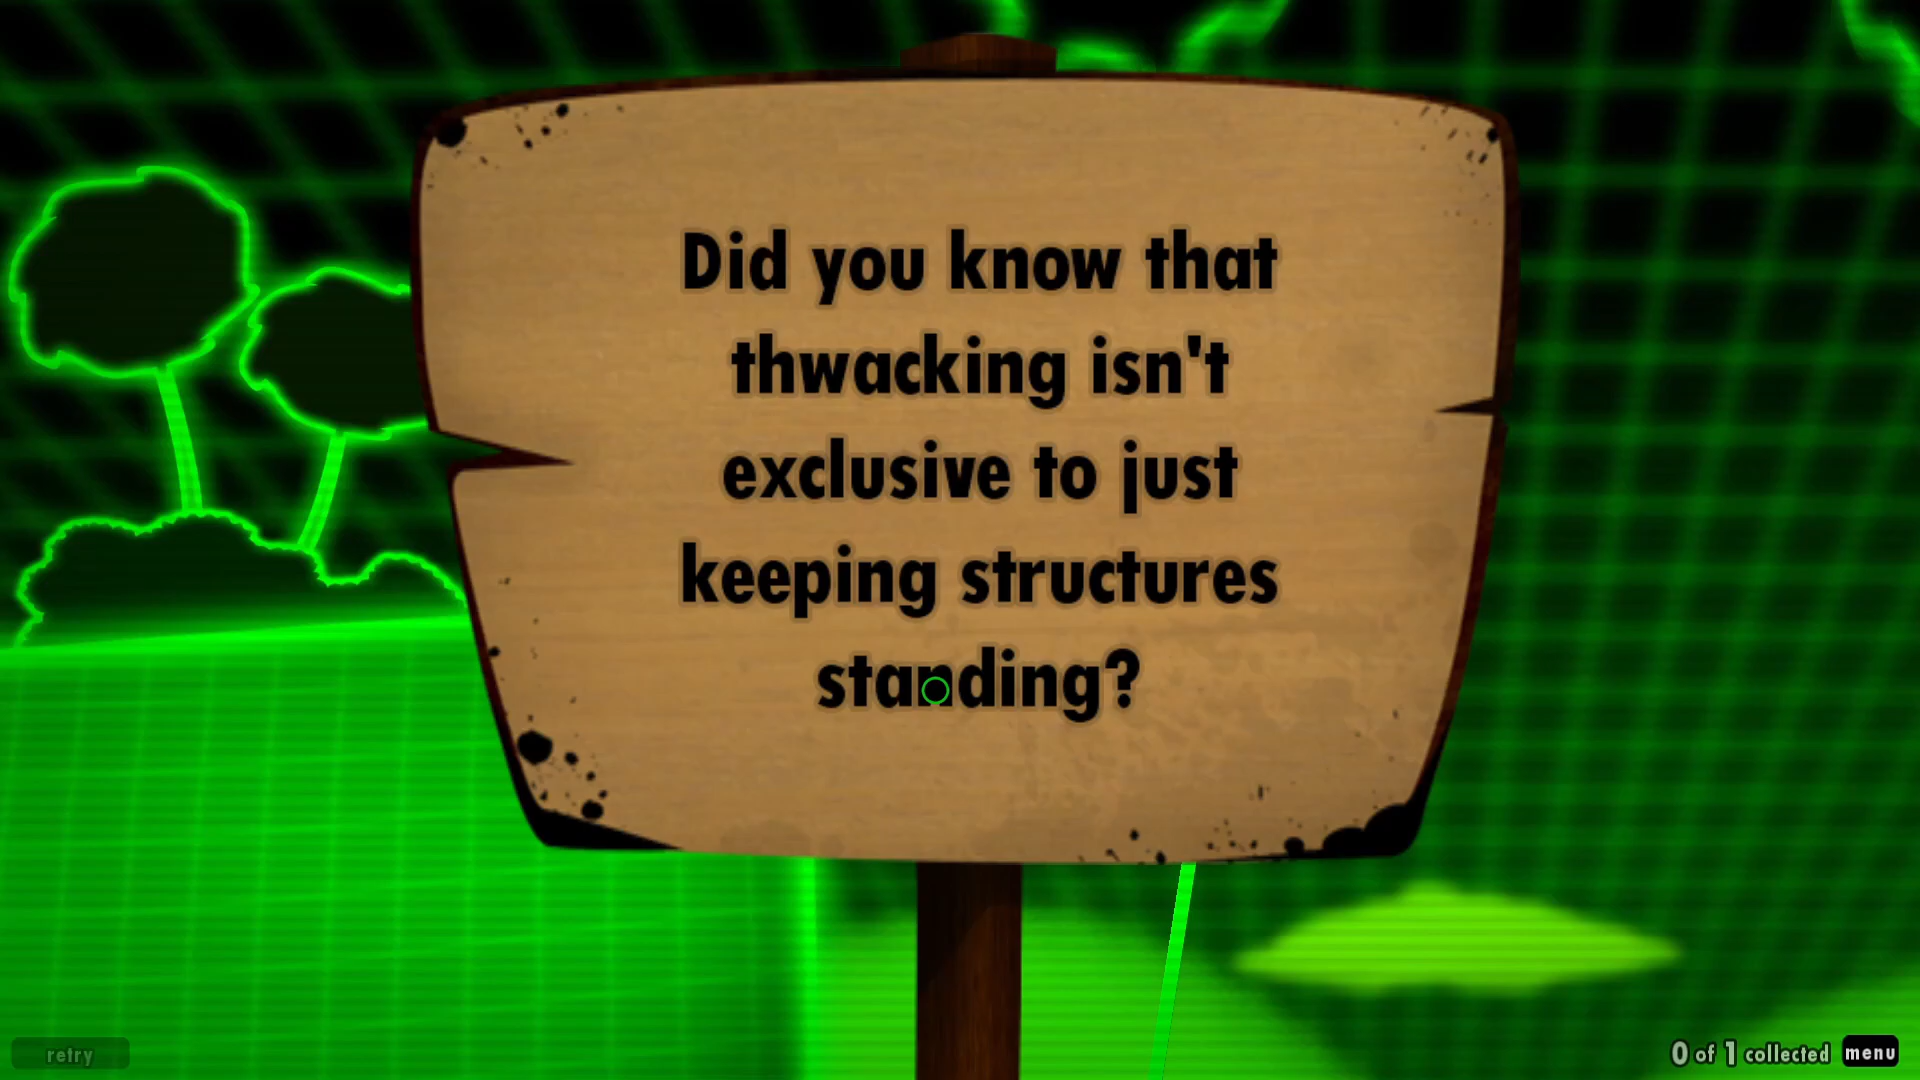 Did you know that
thwacking isn't
exclusive to just
keeping structures
standing?
retry
0 of 1 collected menu